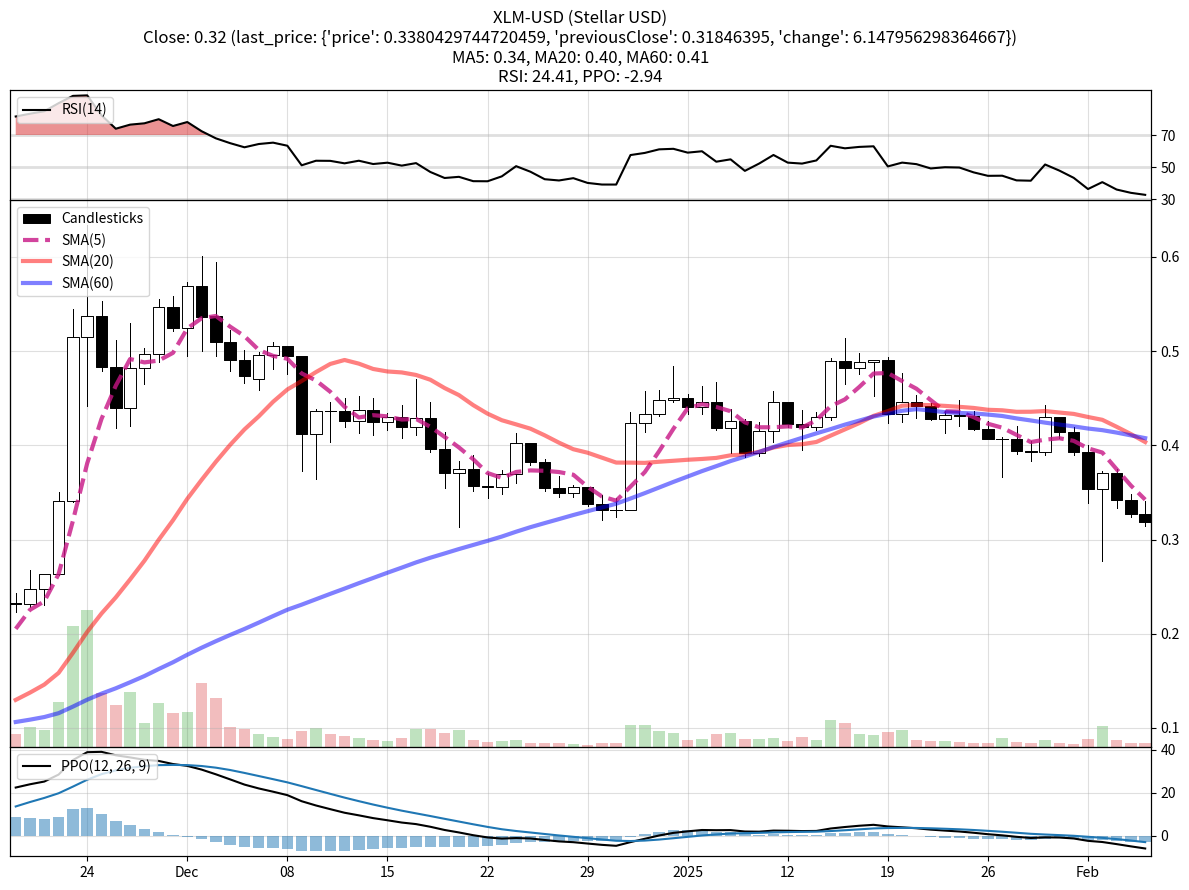 XLM-USD (Stellar USD)
Close: 0.32 (last_price: {'price': 0.3380429744720459, 'previousClose': 0.31846395, 'change': 6.147956298364667})
MA5: 0.34, MA20: 0.40, MA60: 0.41
RSI: 24.41, PPO: -2.94
RSI(14)
70
50
30
Candlesticks
SMA(5)
SMA(20)
SMA(60)
0.6
0.5
0.4
0.3
0.2
0.1
PPO(12, 26, 9)
40
20
0
24 Dec 08 15 22 29 2025 12 19 26 Feb